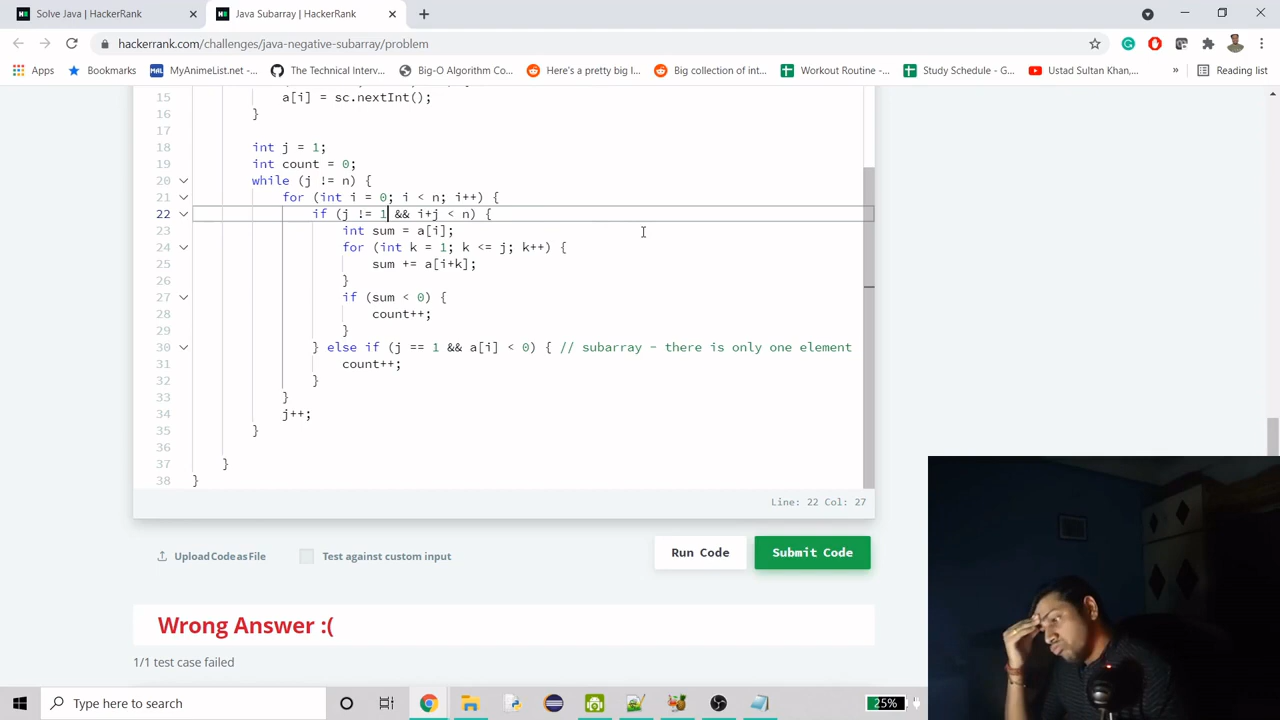 Solve Java | HackerRank
Java Subarray | HackerRank
hackerrank.com/challenges/java-negative-subarray/problem
Apps Bookmarks MyAnimeList.net -... The Technical Interv... Big-O Algorithm Co... Here's a pretty big l... Big collection of int... Workout Routine -... Study Schedule - G... Ustad Sultan Khan,... » Reading list
15 a[i] = sc.nextInt();
16 }
17
18 int j = 1;
19 int count = 0;
20 while (j != n) {
21 for (int i = 0; i < n; i++) {
22 if (j != 1 && i+j < n) {
23 int sum = a[i];
24 for (int k = 1; k <= j; k++) {
25 sum += a[i+k];
26 }
27 if (sum < 0) {
28 count++;
29 }
30 } else if (j == 1 && a[i] < 0) { // subarray - there is only one element
31 count++;
32 }
33 }
34 j++;
35 }
36
37 }
38 }
Line: 22 Col: 27
Upload Code as File
Test against custom input
Run Code
Submit Code
Wrong Answer :(
1/1 test case failed
Type here to search
25%